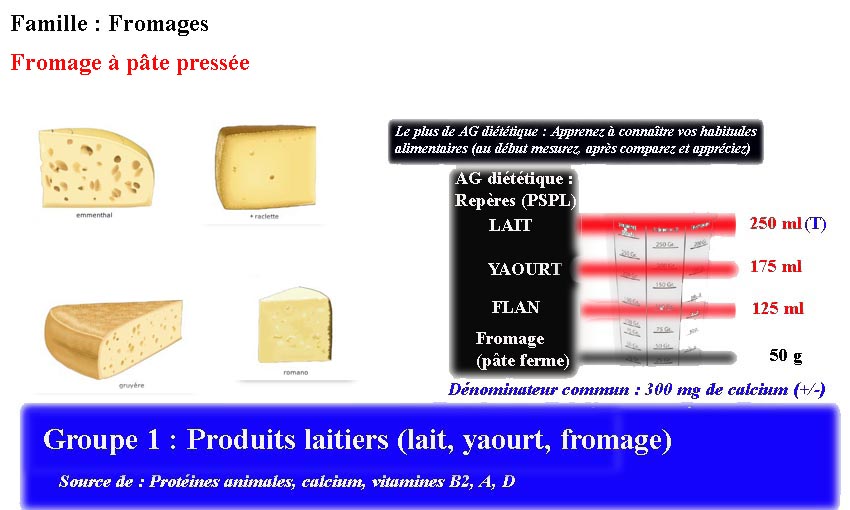 Famille : Fromages
Fromage à pâte pressée
Le plus de AG diététique : Apprenez à connaître vos habitudes
alimentaires (au début mesurez, après comparez et appréciez)
emmenthal
• raclette
gruyère
romano
AG diététique :
Repères (PSPL)
LAIT
250 ml (T)
YAOURT
175 ml
FLAN
125 ml
Fromage
(pâte ferme)
50 g
Dénominateur commun : 300 mg de calcium (+/-)
Groupe 1 : Produits laitiers (lait, yaourt, fromage)
Source de : Protéines animales, calcium, vitamines B2, A, D